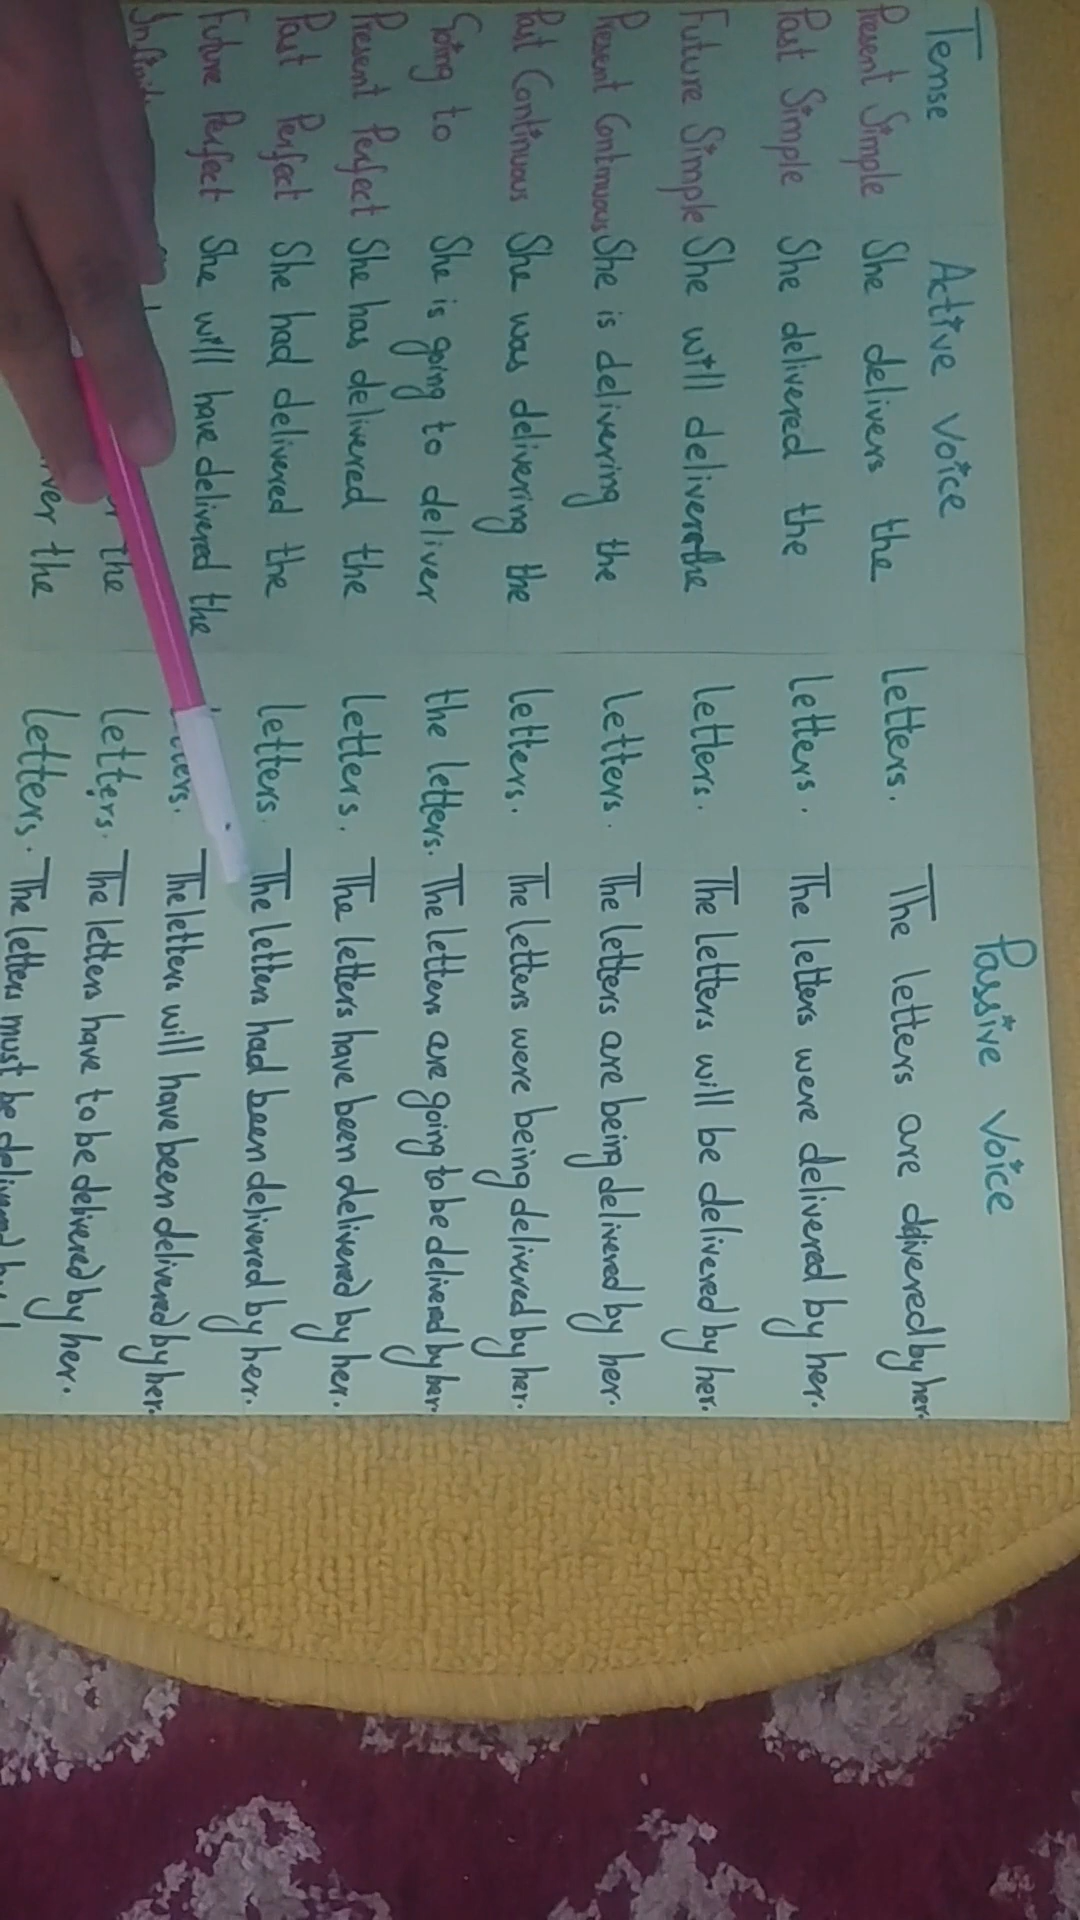 Tense Active voice Passive voice
Present Simple She delivers the letters. The letters are delivered by her.
Past Simple She delivered the letters. The letters were delivered by her.
Future Simple She will deliver the letters. The letters will be delivered by her.
Present Continuous She is delivering the letters. The letters are being delivered by her.
Past Continuous She was delivering the letters. The letters were being delivered by her.
Going to She is going to deliver the letters. The letters are going to be delivered by her.
Present Perfect She has delivered the letters. The letters have been delivered by her.
Past Perfect She had delivered the letters. The letters had been delivered by her.
Future Perfect She will have delivered the The letters will have been delivered by her.
the letters. The letters have to be delivered by her.
the letters. The letters must be delivered by